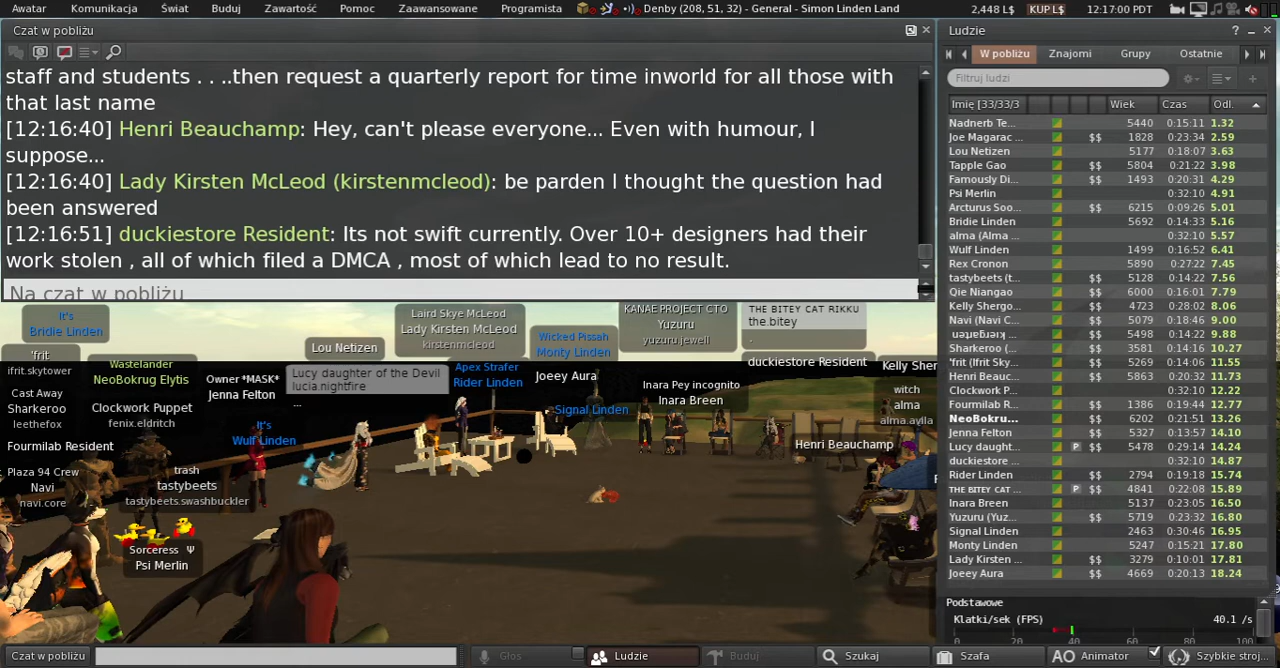 Awatar Komunikacja Świat Buduj Zawartość Pomoc Zaawansowane Programista Denby (208, 51, 32) - General - Simon Linden Land 2,448 L$ KUP L$ 12:17:00 PDT
Czat w pobliżu
staff and students . . ..then request a quarterly report for time inworld for all those with
that last name
[12:16:40] Henri Beauchamp: Hey, can't please everyone... Even with humour, I
suppose...
[12:16:40] Lady Kirsten McLeod (kirstenmcleod): be parden I thought the question had
been answered
[12:16:51] duckiestore Resident: Its not swift currently. Over 10+ designers had their
work stolen , all of which filed a DMCA , most of which lead to no result.
Na czat w pobliżu
It's
Bridie Linden
'frit
ifrit.skytower
Cast Away
Sharkeroo
leethefox
Fourmilab Resident
Plaza 94 Crew
Navi
navi.core
Wastelander
NeoBokrug Elytis
Clockwork Puppet
fenix.eldritch
trash
tastybeets
tastybeets.swashbuckler
Sorceress Ψ
Psi Merlin
Owner *MASK*
Jenna Felton
It's
Wulf Linden
Lou Netizen
Lucy daughter of the Devil
lucia.nightfire
...
Laird Skye McLeod
Lady Kirsten McLeod
kirstenmcleod
Apex Strafer
Rider Linden
Wicked Pissah
Monty Linden
Joeey Aura
Signal Linden
KANAE PROJECT CTO
Yuzuru
yuzuru.jewell
Inara Pey incognito
Inara Breen
THE BITEY CAT RIKKU
the.bitey
.
duckiestore Resident
Henri Beauchamp
Kelly Sher
witch
alma
alma.aylla
Ludzie
W pobliżu Znajomi Grupy Ostatnie
Filtruj ludzi
Imię [33/33/3 Wiek Czas Odl.
Nadnerb Te... 5440 0:15:11 1.32
Joe Magarac ... $$ 1828 0:23:34 2.59
Lou Netizen 5177 0:18:07 3.63
Tapple Gao $$ 5804 0:21:22 3.98
Famously Di... $$ 1493 0:20:31 4.29
Psi Merlin 0:32:10 4.91
Arcturus Soo... $$ 6215 0:09:26 5.01
Bridie Linden 5692 0:14:33 5.16
alma (Alma ... 0:32:10 5.57
Wulf Linden 1499 0:16:52 6.41
Rex Cronon 5890 0:27:22 7.45
tastybeets (t... $$ 5128 0:14:22 7.56
Qie Niangao $$ 6000 0:16:01 7.79
Kelly Shergo... $$ 4723 0:28:02 8.06
Navi (Navi C... $$ 5079 0:18:46 9.00
$$ 5498 0:14:22 9.88
Sharkeroo (... $$ 3581 0:14:16 10.27
'frit (Ifrit Sky... $$ 5269 0:14:06 11.55
Henri Beauc... $$ 5863 0:20:32 11.73
Clockwork P... 0:32:10 12.22
Fourmilab R... $$ 1386 0:19:44 12.77
NeoBokru... $$ 6202 0:21:51 13.26
Jenna Felton $$ 5327 0:13:57 14.10
Lucy daught... P $$ 5478 0:29:14 14.24
duckiestore ... 0:32:10 14.87
Rider Linden 2794 0:19:18 15.74
THE BITEY CAT ... P $$ 4841 0:22:08 15.89
Inara Breen 5137 0:23:05 16.50
Yuzuru (Yuz... $$ 5719 0:23:32 16.80
Signal Linden 2463 0:30:46 16.95
Monty Linden 5247 0:15:21 17.80
Lady Kirsten ... $$ 3279 0:10:01 17.81
Joeey Aura $$ 4669 0:20:13 18.24
Podstawowe
Klatki/sek (FPS) 40.1 /s
0 20 40 60 80 100
Czat w pobliżu Głos Ludzie Buduj Szukaj Szafa AO Animator Szybkie stroj...